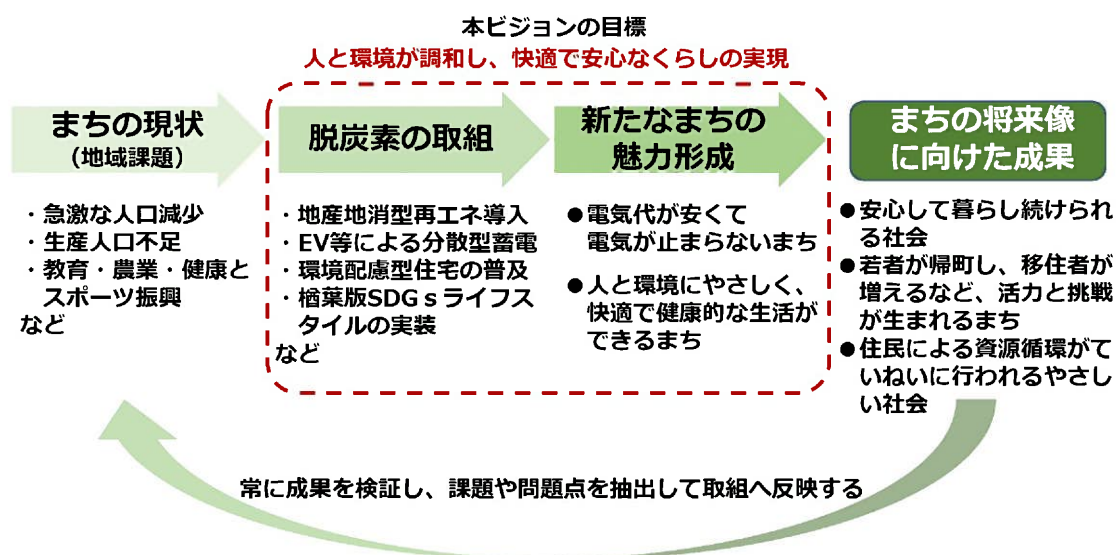 本ビジョンの目標
人と環境が調和し、快適で安心なくらしの実現
まちの現状
(地域課題)
・急激な人口減少
・生産人口不足
・教育・農業・健康と
スポーツ振興
など
脱炭素の取組
・地産地消型再エネ導入
・EV等による分散型蓄電
・環境配慮型住宅の普及
・楢葉版SDGsライフス
タイルの実装
など
新たなまちの
魅力形成
●電気代が安くて
電気が止まらないまち
●人と環境にやさしく、
快適で健康的な生活が
できるまち
まちの将来像
に向けた成果
●安心して暮らし続けられ
る社会
●若者が帰町し、移住者が
増えるなど、活力と挑戦
が生まれるまち
●住民による資源循環がて
いねいに行われるやさし
い社会
常に成果を検証し、課題や問題点を抽出して取組へ反映する